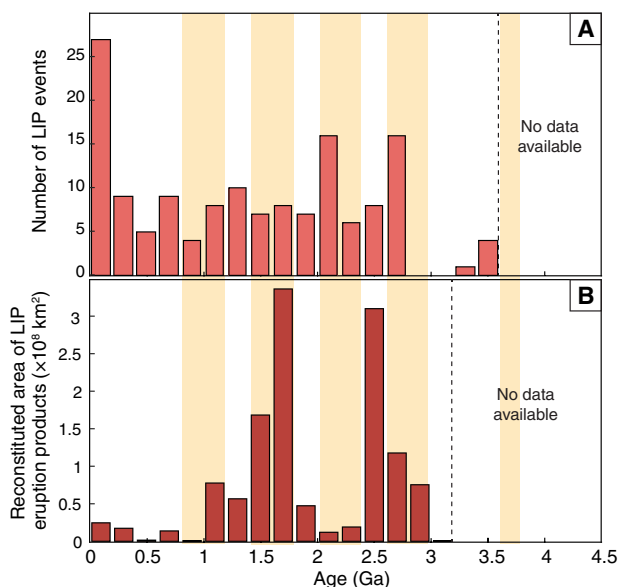 A
Number of LIP events
25
20
15
10
5
0
No data
available
B
Reconstituted area of LIP
eruption products (×10⁸ km²)
3
2.5
2
1.5
1
0.5
0
No data
available
0 0.5 1 1.5 2 2.5 3 3.5 4 4.5
Age (Ga)